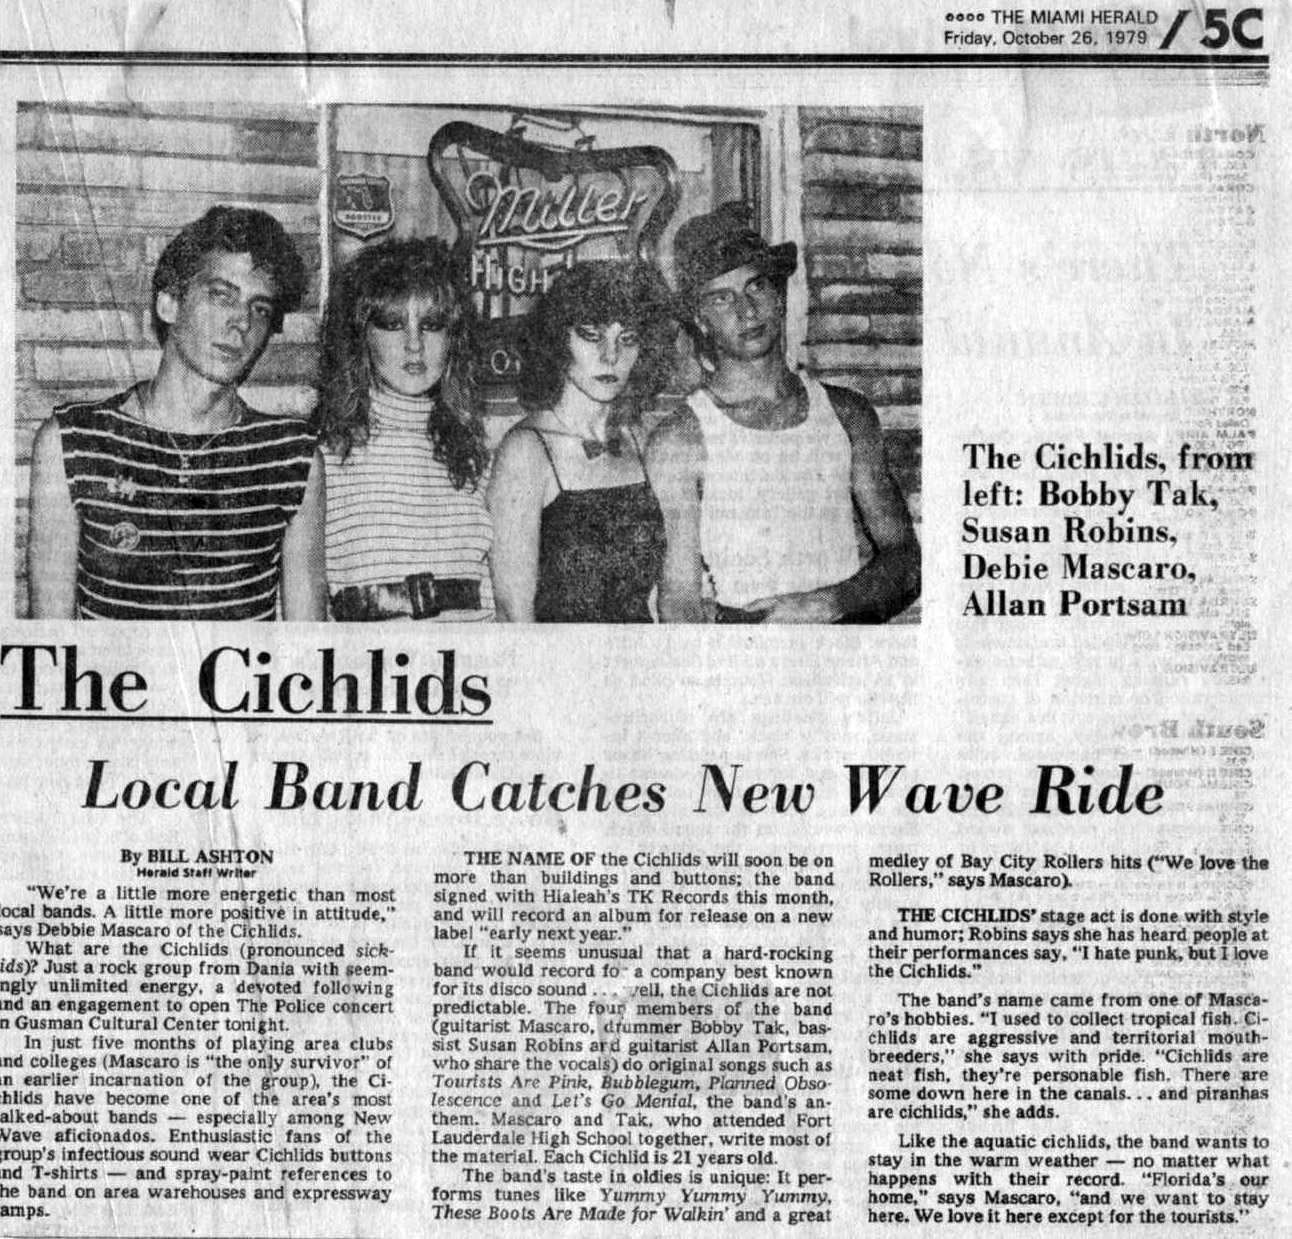 THE MIAMI HERALD
Friday, October 26, 1979 / 5C
Miller
HIGH
The Cichlids, from
left: Bobby Tak,
Susan Robins,
Debie Mascaro,
Allan Portsam
The Cichlids
Local Band Catches New Wave Ride
By BILL ASHTON
Herald Staff Writer
"We're a little more energetic than most
local bands. A little more positive in attitude,"
says Debbie Mascaro of the Cichlids.
What are the Cichlids (pronounced sick-
lids)? Just a rock group from Dania with seem-
ingly unlimited energy, a devoted following
and an engagement to open The Police concert
in Gusman Cultural Center tonight.
In just five months of playing area clubs
and colleges (Mascaro is "the only survivor" of
an earlier incarnation of the group), the Ci-
chlids have become one of the area's most
talked-about bands — especially among New
Wave aficionados. Enthusiastic fans of the
group's infectious sound wear Cichlids buttons
and T-shirts — and spray-paint references to
the band on area warehouses and expressway
ramps.
THE NAME OF the Cichlids will soon be on
more than buildings and buttons; the band
signed with Hialeah's TK Records this month,
and will record an album for release on a new
label "early next year."
If it seems unusual that a hard-rocking
band would record for a company best known
for its disco sound . . . well, the Cichlids are not
predictable. The four members of the band
(guitarist Mascaro, drummer Bobby Tak, bas-
sist Susan Robins and guitarist Allan Portsam,
who share the vocals) do original songs such as
Tourists Are Pink, Bubblegum, Planned Obso-
lescence and Let's Go Menial, the band's an-
them. Mascaro and Tak, who attended Fort
Lauderdale High School together, write most of
the material. Each Cichlid is 21 years old.
The band's taste in oldies is unique: It per-
forms tunes like Yummy Yummy Yummy,
These Boots Are Made for Walkin' and a great
medley of Bay City Rollers hits ("We love the
Rollers," says Mascaro).
THE CICHLIDS' stage act is done with style
and humor; Robins says she has heard people at
their performances say, "I hate punk, but I love
the Cichlids."
The band's name came from one of Masca-
ro's hobbies. "I used to collect tropical fish. Ci-
chlids are aggressive and territorial mouth-
breeders," she says with pride. "Cichlids are
neat fish, they're personable fish. There are
some down here in the canals. . . and piranhas
are cichlids," she adds.
Like the aquatic cichlids, the band wants to
stay in the warm weather — no matter what
happens with their record. "Florida's our
home," says Mascaro, "and we want to stay
here. We love it here except for the tourists."